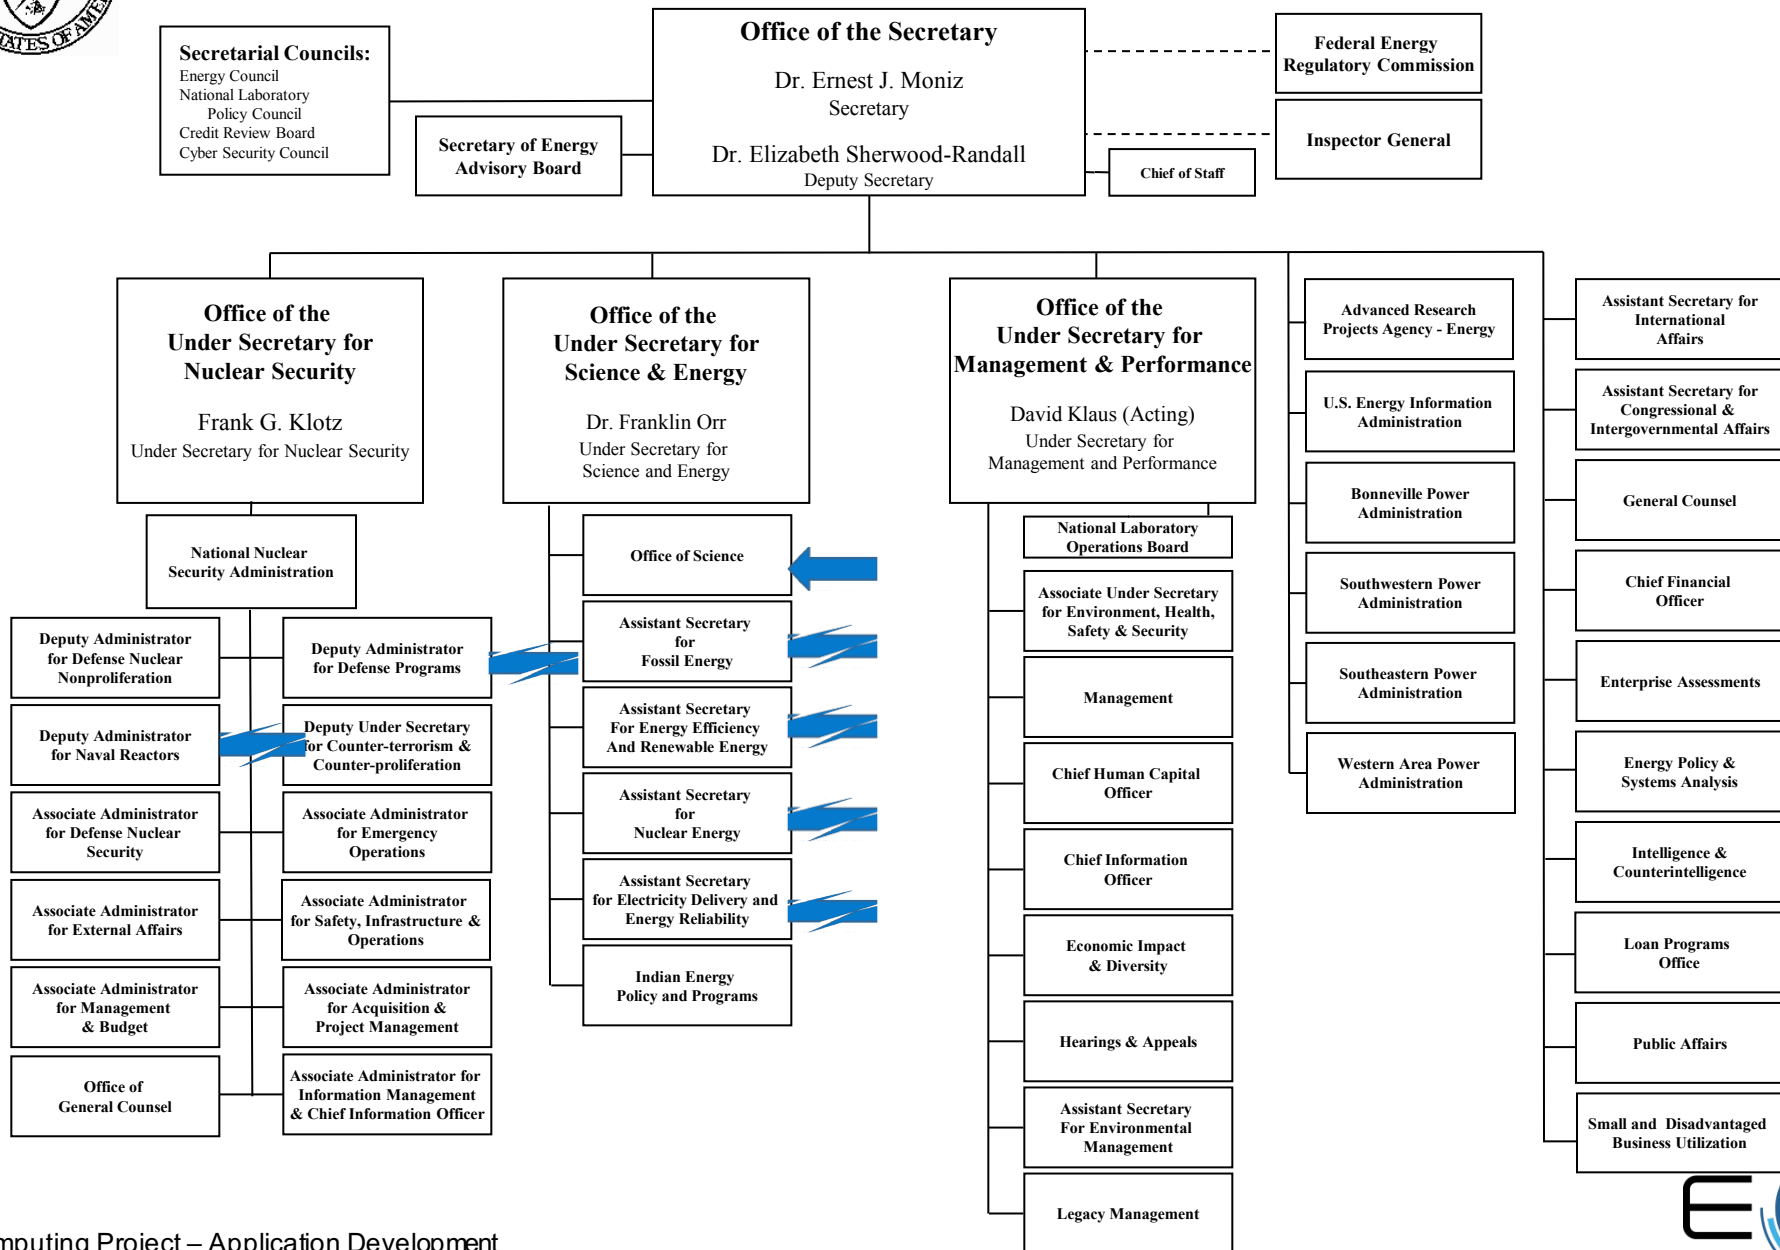 STATES OF AME
Secretarial Councils:
Energy Council
National Laboratory
Policy Council
Credit Review Board
Cyber Security Council
Secretary of Energy
Advisory Board
Office of the Secretary
Dr. Ernest J. Moniz
Secretary
Dr. Elizabeth Sherwood-Randall
Deputy Secretary
Federal Energy
Regulatory Commission
Inspector General
Chief of Staff
Office of the
Under Secretary for
Nuclear Security
Frank G. Klotz
Under Secretary for Nuclear Security
National Nuclear
Security Administration
Deputy Administrator
for Defense Nuclear
Nonproliferation
Deputy Administrator
for Defense Programs
Deputy Administrator
for Naval Reactors
Deputy Under Secretary
for Counter-terrorism &
Counter-proliferation
Associate Administrator
for Defense Nuclear
Security
Associate Administrator
for Emergency
Operations
Associate Administrator
for External Affairs
Associate Administrator
for Safety, Infrastructure &
Operations
Associate Administrator
for Management
& Budget
Associate Administrator
for Acquisition &
Project Management
Office of
General Counsel
Associate Administrator for
Information Management
& Chief Information Officer
Office of the
Under Secretary for
Science & Energy
Dr. Franklin Orr
Under Secretary for
Science and Energy
Office of Science
Assistant Secretary
for
Fossil Energy
Assistant Secretary
For Energy Efficiency
And Renewable Energy
Assistant Secretary
for
Nuclear Energy
Assistant Secretary
for Electricity Delivery and
Energy Reliability
Indian Energy
Policy and Programs
Office of the
Under Secretary for
Management & Performance
David Klaus (Acting)
Under Secretary for
Management and Performance
National Laboratory
Operations Board
Associate Under Secretary
for Environment, Health,
Safety & Security
Management
Chief Human Capital
Officer
Chief Information
Officer
Economic Impact
& Diversity
Hearings & Appeals
Assistant Secretary
For Environmental
Management
Legacy Management
Advanced Research
Projects Agency - Energy
U.S. Energy Information
Administration
Bonneville Power
Administration
Southwestern Power
Administration
Southeastern Power
Administration
Western Area Power
Administration
Assistant Secretary for
International
Affairs
Assistant Secretary for
Congressional &
Intergovernmental Affairs
General Counsel
Chief Financial
Officer
Enterprise Assessments
Energy Policy &
Systems Analysis
Intelligence &
Counterintelligence
Loan Programs
Office
Public Affairs
Small and Disadvantaged
Business Utilization
mputing Project – Application Development
E